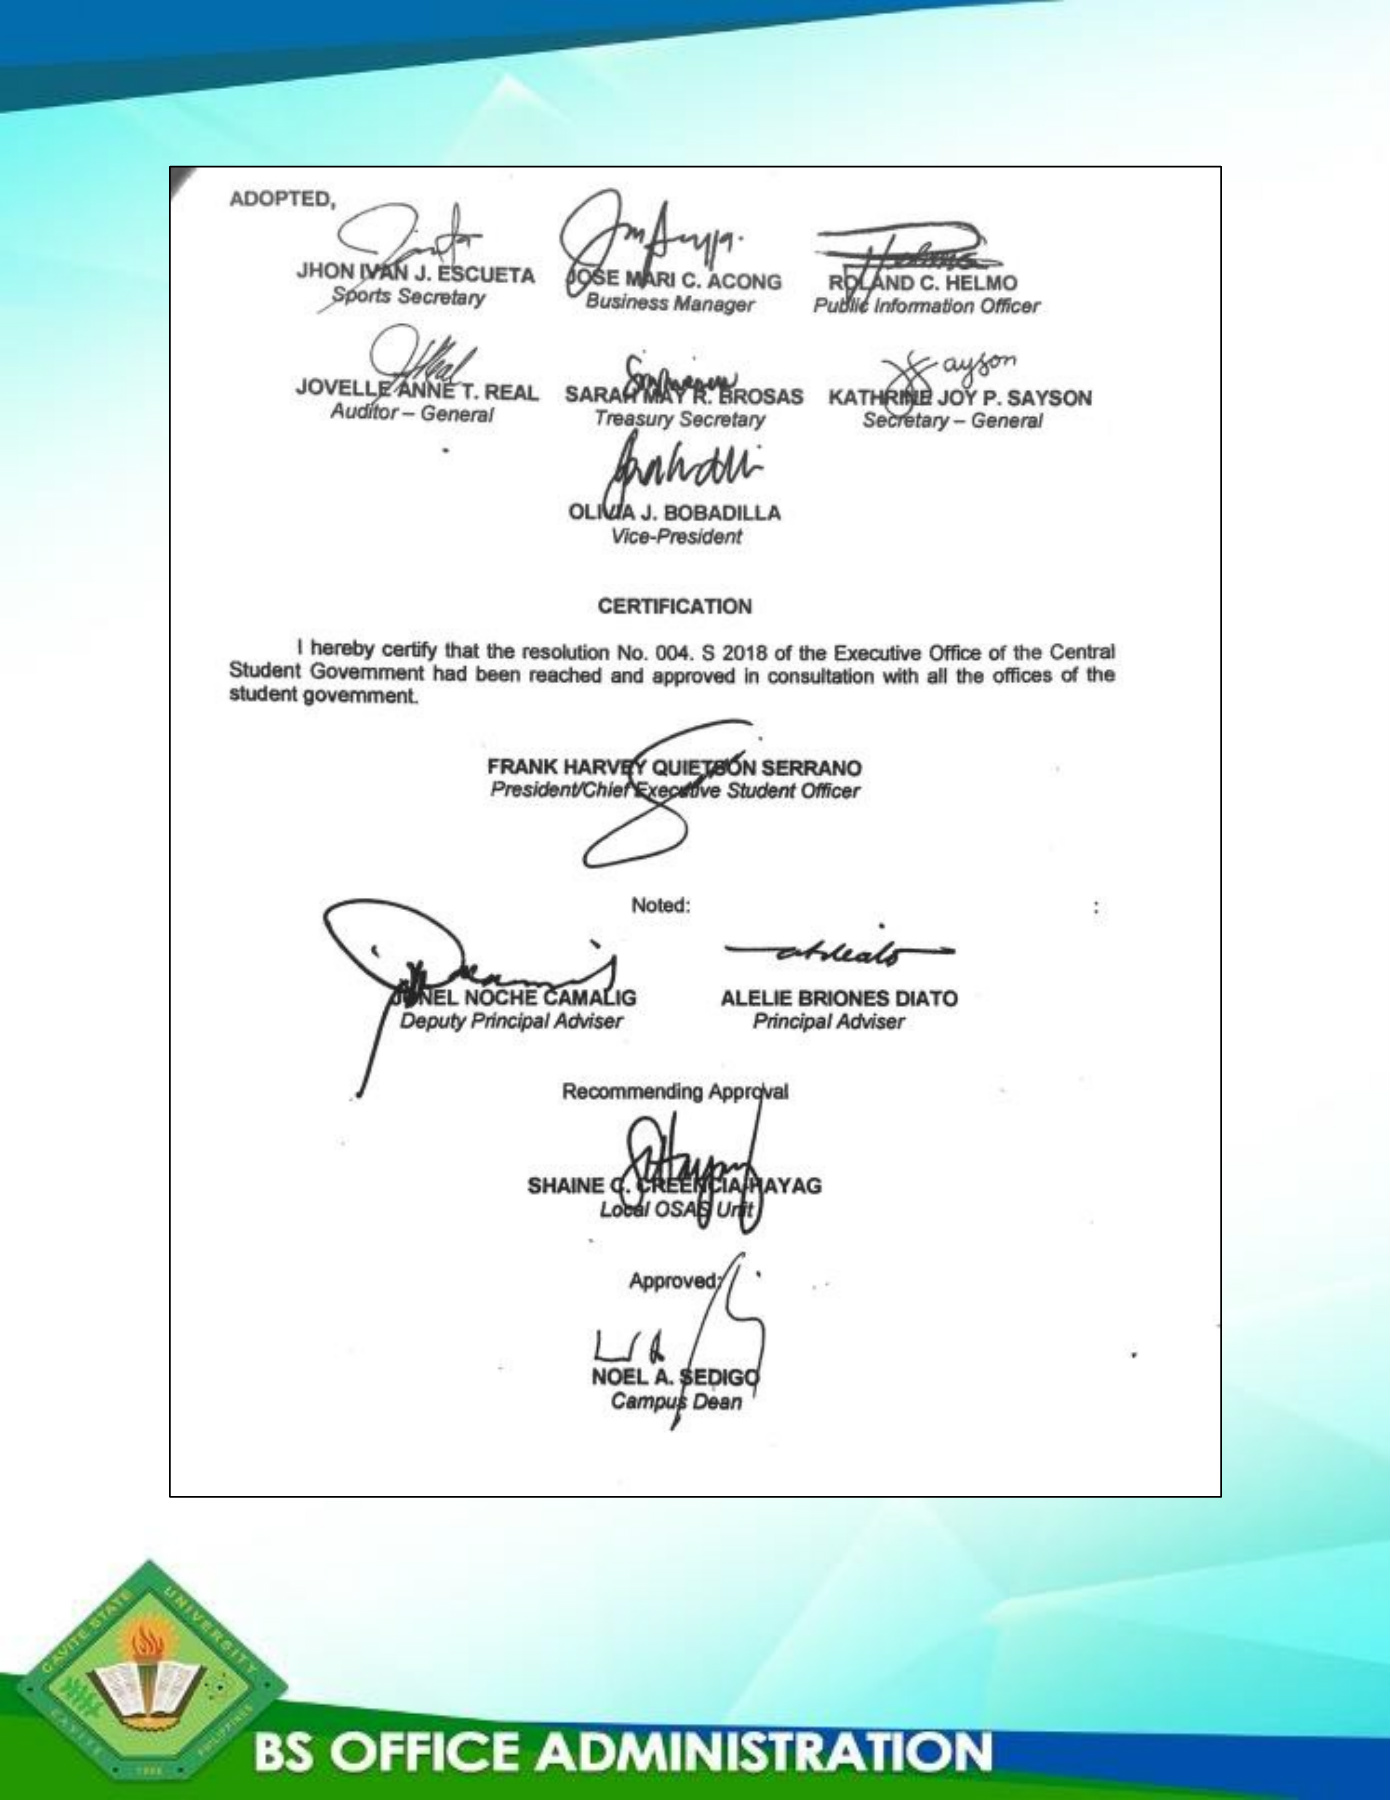 ADOPTED,
JHON IVAN J. ESCUETA
Sports Secretary
JOSE MARI C. ACONG
Business Manager
ROLAND C. HELMO
Public Information Officer
JOVELLE ANNE T. REAL
Auditor – General
SARAH MAY R. BROSAS
Treasury Secretary
KATHRINE JOY P. SAYSON
Secretary – General
OLIVIA J. BOBADILLA
Vice-President
CERTIFICATION
I hereby certify that the resolution No. 004. S 2018 of the Executive Office of the Central
Student Government had been reached and approved in consultation with all the offices of the
student government.
FRANK HARVEY QUIETSON SERRANO
President/Chief Executive Student Officer
Noted:
JONEL NOCHE CAMALIG
Deputy Principal Adviser
ALELIE BRIONES DIATO
Principal Adviser
Recommending Approval
SHAINE C. CREENCIA-HAYAG
Local OSAS Unit
Approved:
NOEL A. SEDIGO
Campus Dean
CAVITE STATE UNIVERSITY
CAVITE PHILIPPINES
1906
BS OFFICE ADMINISTRATION